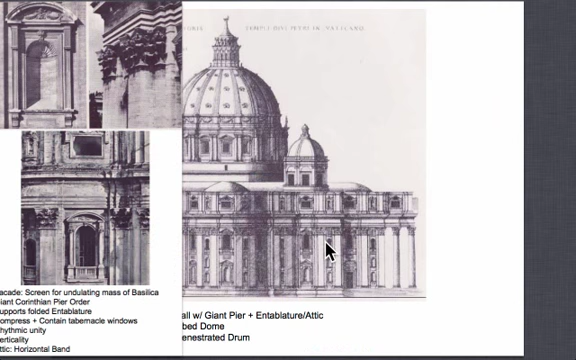 TEMPLI DIVI PETRI IN VATICANO
acade: Screen for undulating mass of Basilica
iant Corinthian Pier Order
upports folded Entablature
ompress + Contain tabernacle windows
hythmic unity
erticality
ttic: Horizontal Band
all w/ Giant Pier + Entablature/Attic
bed Dome
enestrated Drum